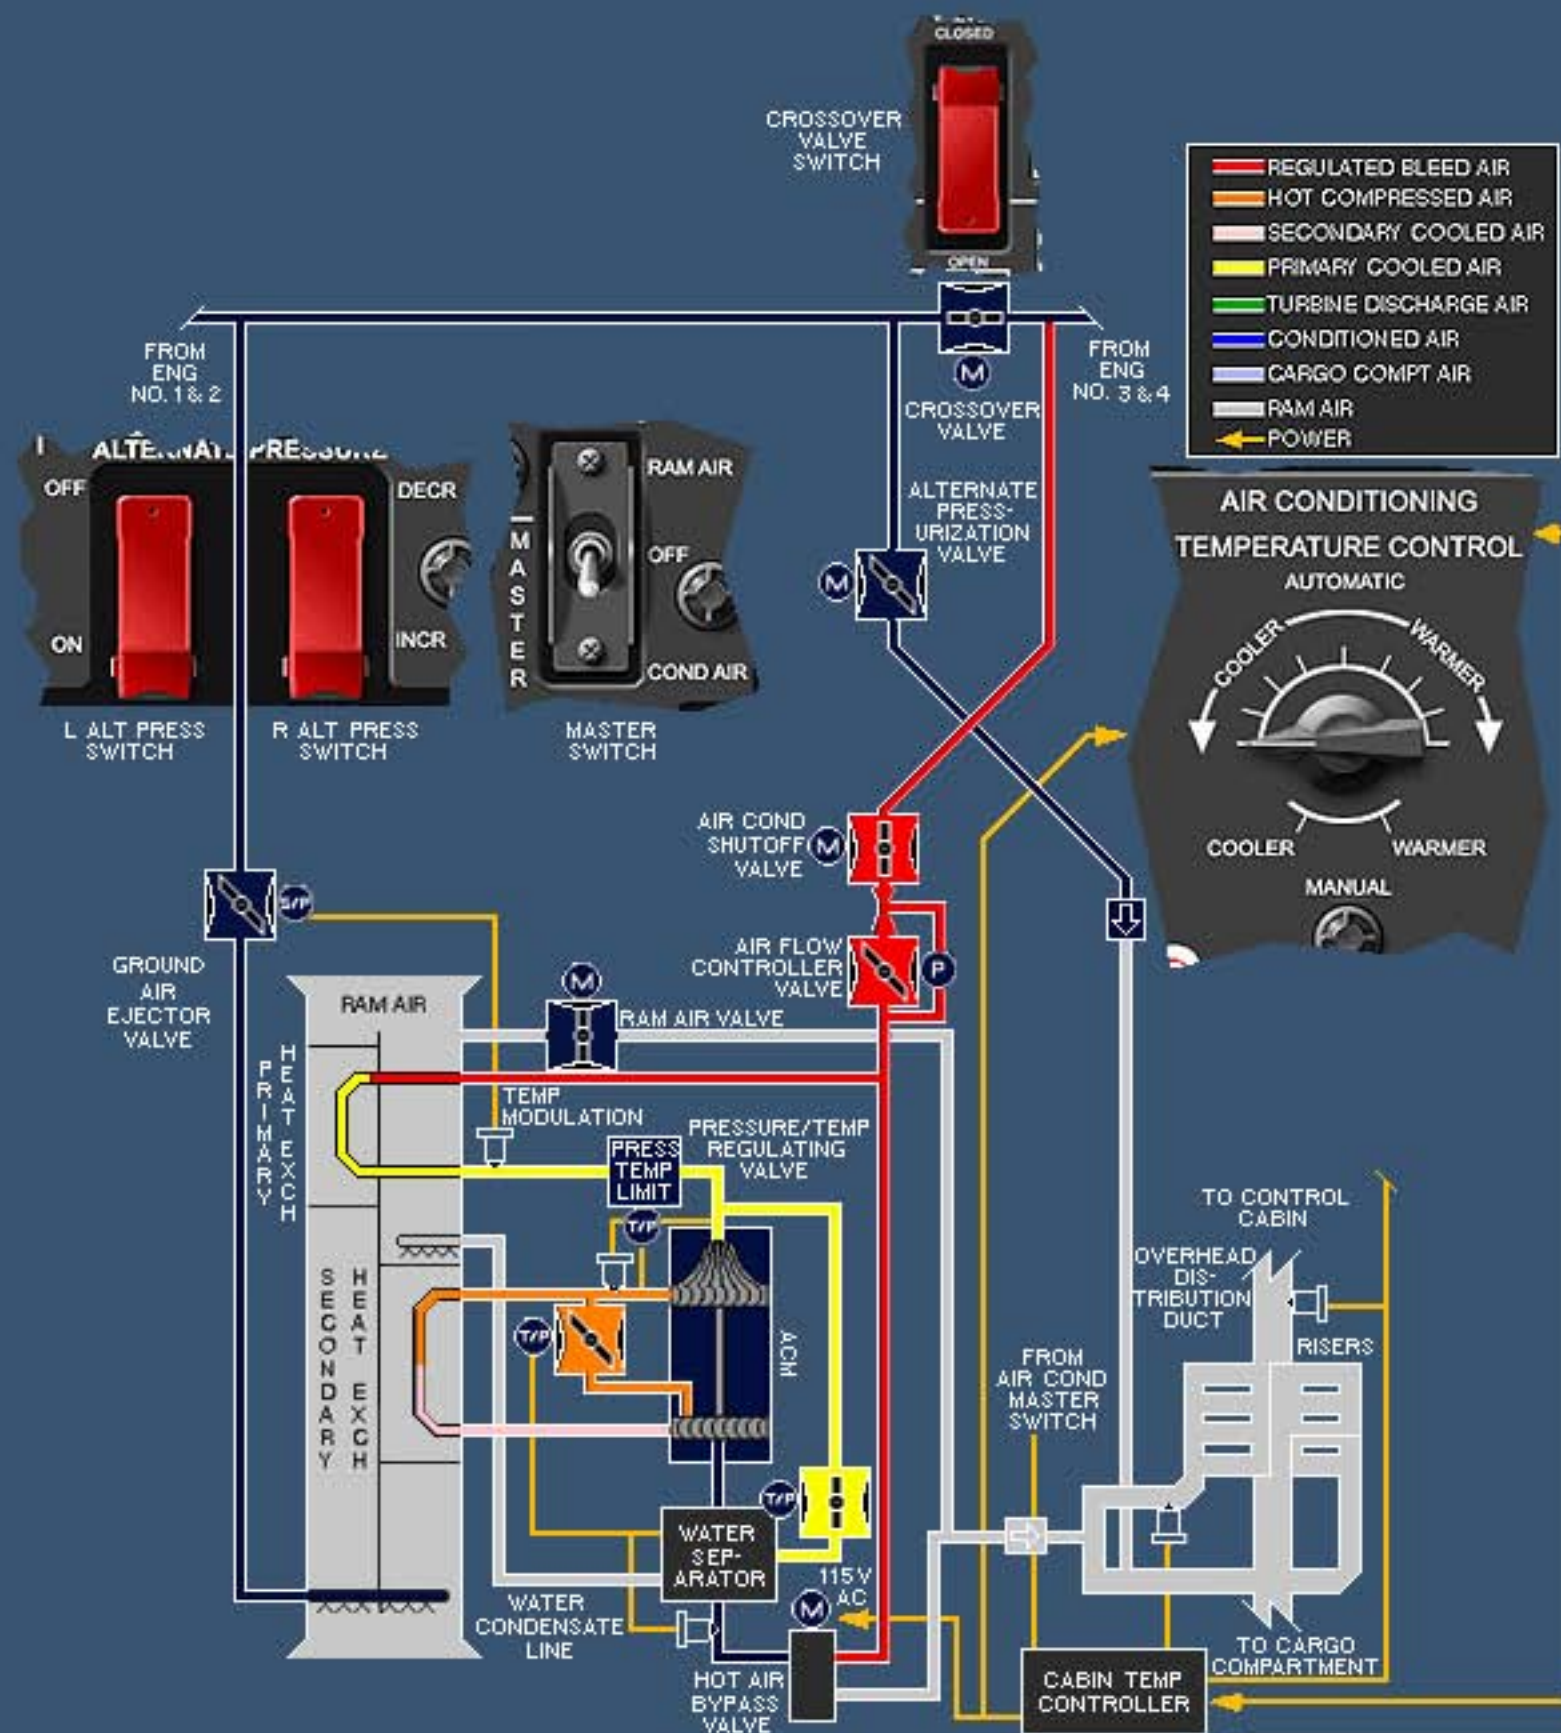 CLOSED
CROSSOVER
VALVE
SWITCH
OPEN
REGULATED BLEED AIR
HOT COMPRESSED AIR
SECONDARY COOLED AIR
PRIMARY COOLED AIR
TURBINE DISCHARGE AIR
CONDITIONED AIR
CARGO COMPT AIR
RAM AIR
POWER
FROM
ENG
NO. 1 & 2
M
CROSSOVER
VALVE
FROM
ENG
NO. 3 & 4
ALTERNATE PRESSURE
OFF
ON
DECR
INCR
L ALT PRESS
SWITCH
R ALT PRESS
SWITCH
MASTER
RAM AIR
OFF
COND AIR
MASTER
SWITCH
ALTERNATE
PRESS-
URIZATION
VALVE
M
AIR CONDITIONING
TEMPERATURE CONTROL
AUTOMATIC
COOLER
WARMER
COOLER
WARMER
MANUAL
AIR COND
SHUTOFF
VALVE
M
AIR FLOW
CONTROLLER
VALVE
P
S/P
GROUND
AIR
EJECTOR
VALVE
RAM AIR
M
RAM AIR VALVE
PRIMARY
HEAT EXCH
TEMP
MODULATION
PRESS
TEMP
LIMIT
PRESSURE/TEMP
REGULATING
VALVE
T/P
SECONDARY
HEAT EXCH
T/P
ACM
T/P
WATER
SEP-
ARATOR
WATER
CONDENSATE
LINE
115 V
AC
M
HOT AIR
BYPASS
VALVE
FROM
AIR COND
MASTER
SWITCH
TO CONTROL
CABIN
OVERHEAD
DIS-
TRIBUTION
DUCT
RISERS
TO CARGO
COMPARTMENT
CABIN TEMP
CONTROLLER